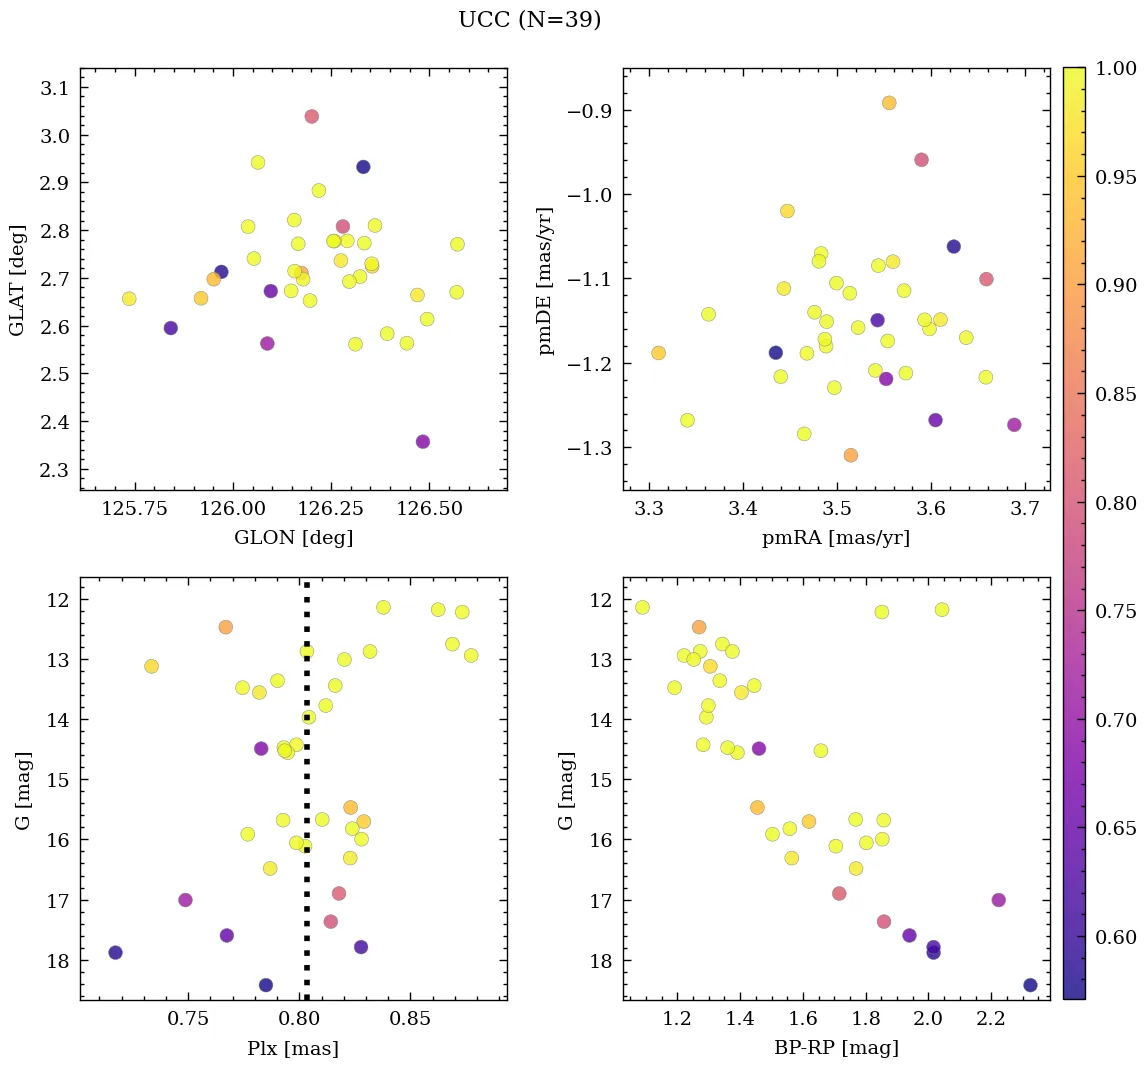 UCC (N=39)
3.1
3.0
2.9
2.8
2.7
2.6
2.5
2.4
2.3
GLAT [deg]
125.75 126.00 126.25 126.50
GLON [deg]
−0.9
−1.0
−1.1
−1.2
−1.3
pmDE [mas/yr]
3.3 3.4 3.5 3.6 3.7
pmRA [mas/yr]
12
13
14
15
16
17
18
G [mag]
0.75 0.80 0.85
Plx [mas]
12
13
14
15
16
17
18
G [mag]
1.2 1.4 1.6 1.8 2.0 2.2
BP-RP [mag]
1.00
0.95
0.90
0.85
0.80
0.75
0.70
0.65
0.60